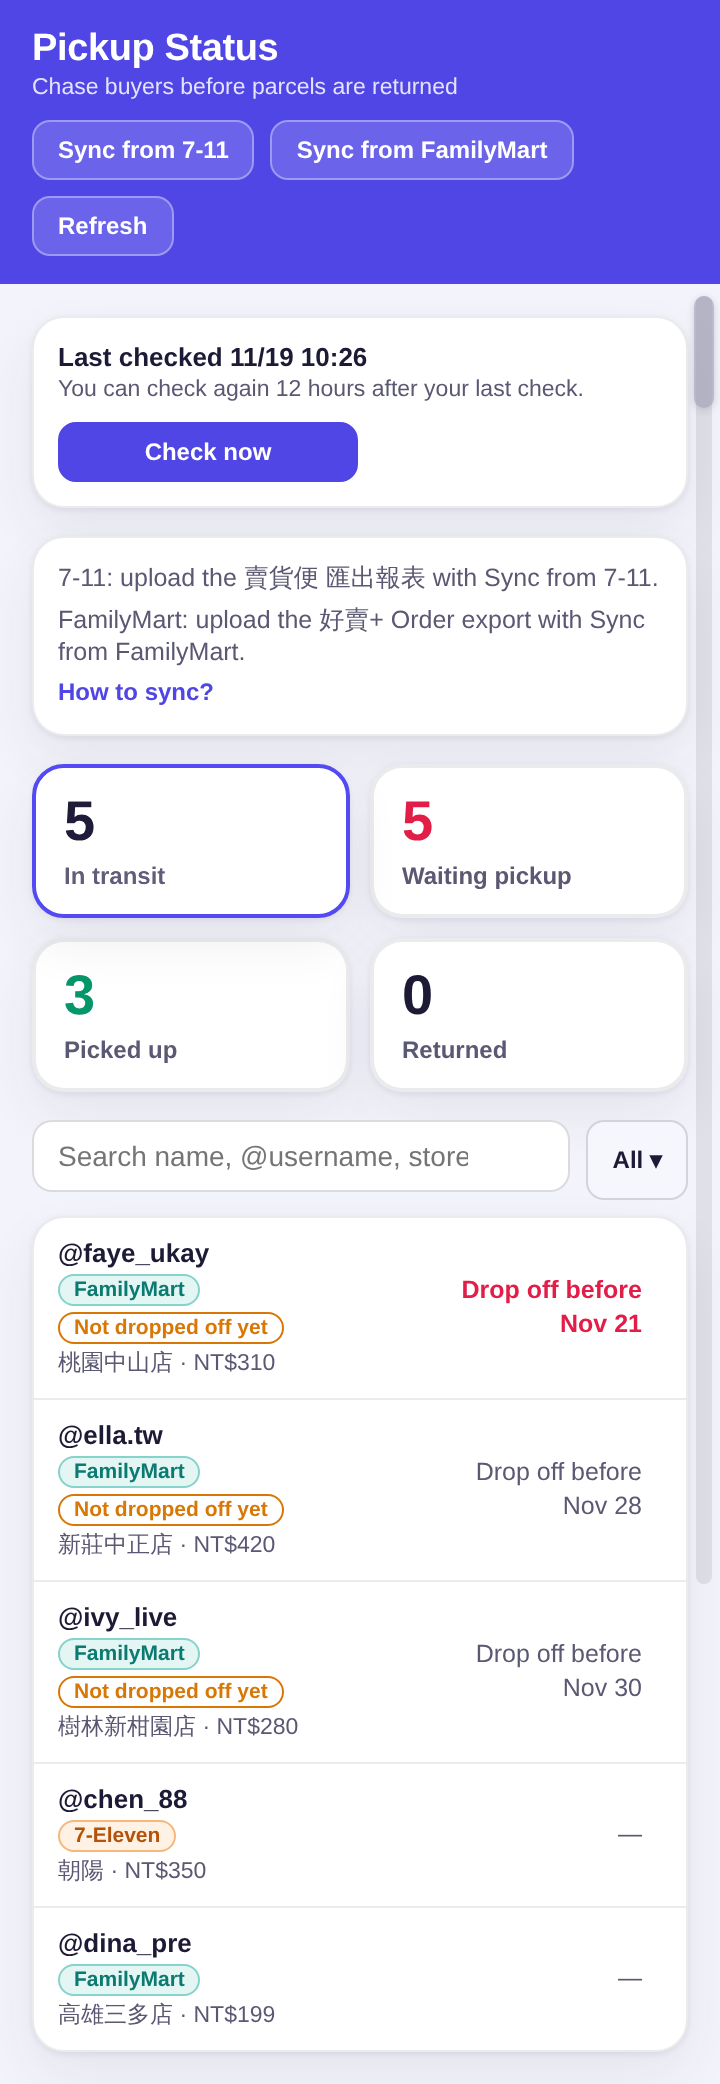 Pickup Status
Chase buyers before parcels are returned
Sync from 7-11
Sync from FamilyMart
Refresh
Last checked 11/19 10:26
You can check again 12 hours after your last check.
Check now
7-11: upload the 賣貨便 匯出報表 with Sync from 7-11.
FamilyMart: upload the 好賣+ Order export with Sync
from FamilyMart.
How to sync?
5
In transit
5
Waiting pickup
3
Picked up
0
Returned
Search name, @username, store
All ▾
@faye_ukay
FamilyMart
Not dropped off yet
桃園中山店 · NT$310
Drop off before
Nov 21
@ella.tw
FamilyMart
Not dropped off yet
新莊中正店 · NT$420
Drop off before
Nov 28
@ivy_live
FamilyMart
Not dropped off yet
樹林新柑園店 · NT$280
Drop off before
Nov 30
@chen_88
7-Eleven
朝陽 · NT$350
—
@dina_pre
FamilyMart
高雄三多店 · NT$199
—